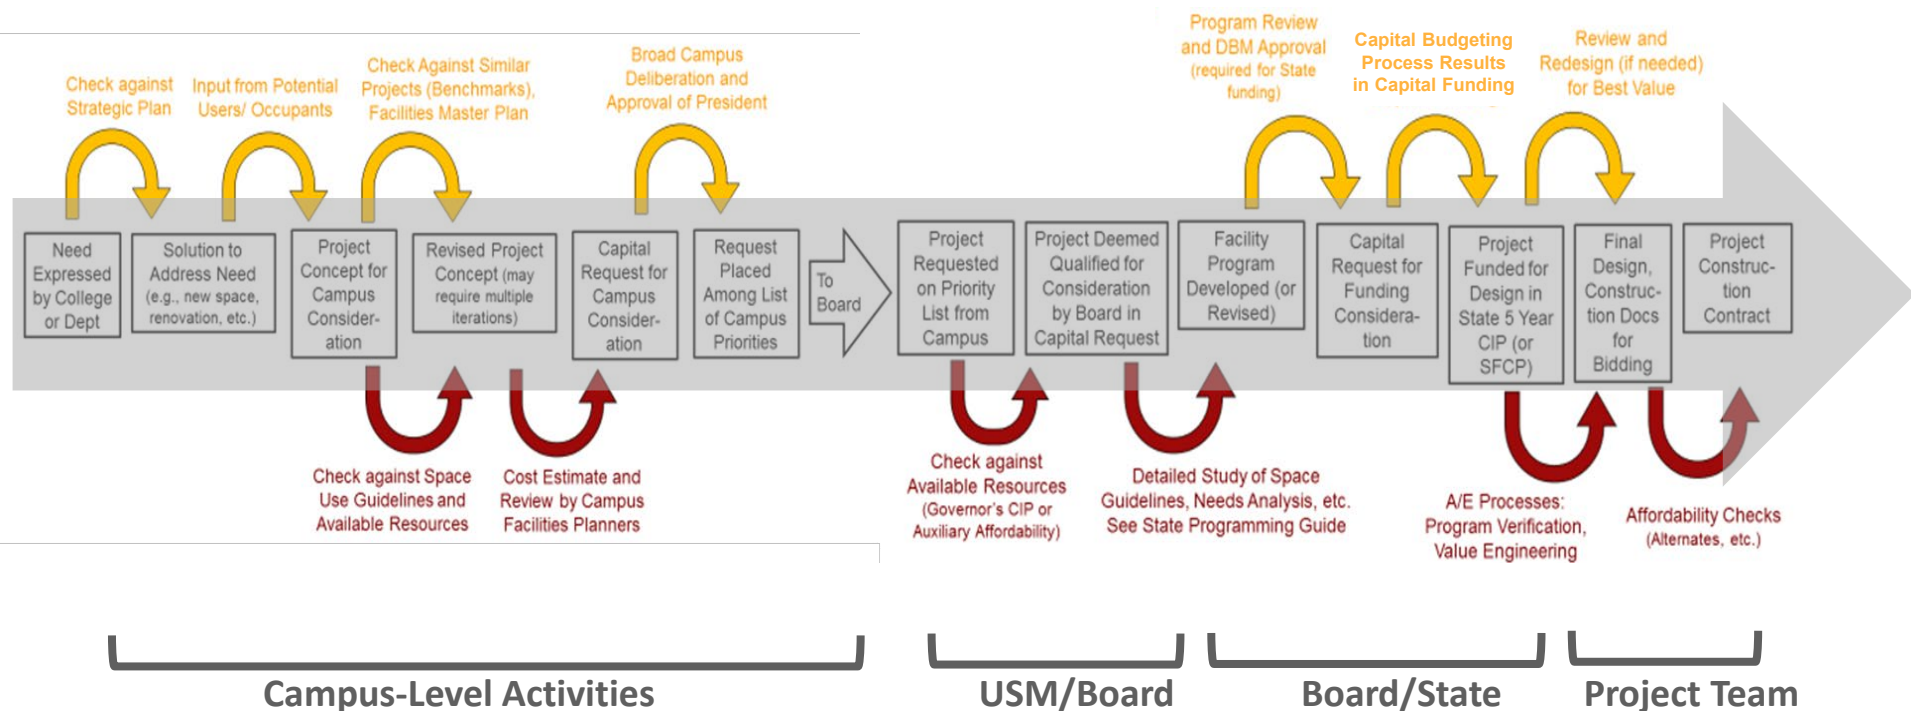 Check against
Strategic Plan
Input from Potential
Users/ Occupants
Check Against Similar
Projects (Benchmarks),
Facilities Master Plan
Broad Campus
Deliberation and
Approval of President
Program Review
and DBM Approval
(required for State
funding)
Capital Budgeting
Process Results
in Capital Funding
Review and
Redesign (if needed)
for Best Value
Need
Expressed
by College
or Dept
Solution to
Address Need
(e.g., new space,
renovation, etc.)
Project
Concept for
Campus
Consider-
ation
Revised Project
Concept (may
require multiple
iterations)
Capital
Request for
Campus
Consider-
ation
Request
Placed
Among List
of Campus
Priorities
To
Board
Project
Requested
on Priority
List from
Campus
Project Deemed
Qualified for
Consideration
by Board in
Capital Request
Facility
Program
Developed (or
Revised)
Capital
Request for
Funding
Considera-
tion
Project
Funded for
Design in
State 5 Year
CIP (or
SFCP)
Final
Design,
Construc-
tion Docs
for
Bidding
Project
Construc-
tion
Contract
Check against Space
Use Guidelines and
Available Resources
Cost Estimate and
Review by Campus
Facilities Planners
Check against
Available Resources
(Governor's CIP or
Auxiliary Affordability)
Detailed Study of Space
Guidelines, Needs Analysis, etc.
See State Programming Guide
A/E Processes:
Program Verification,
Value Engineering
Affordability Checks
(Alternates, etc.)
Campus-Level Activities
USM/Board
Board/State
Project Team